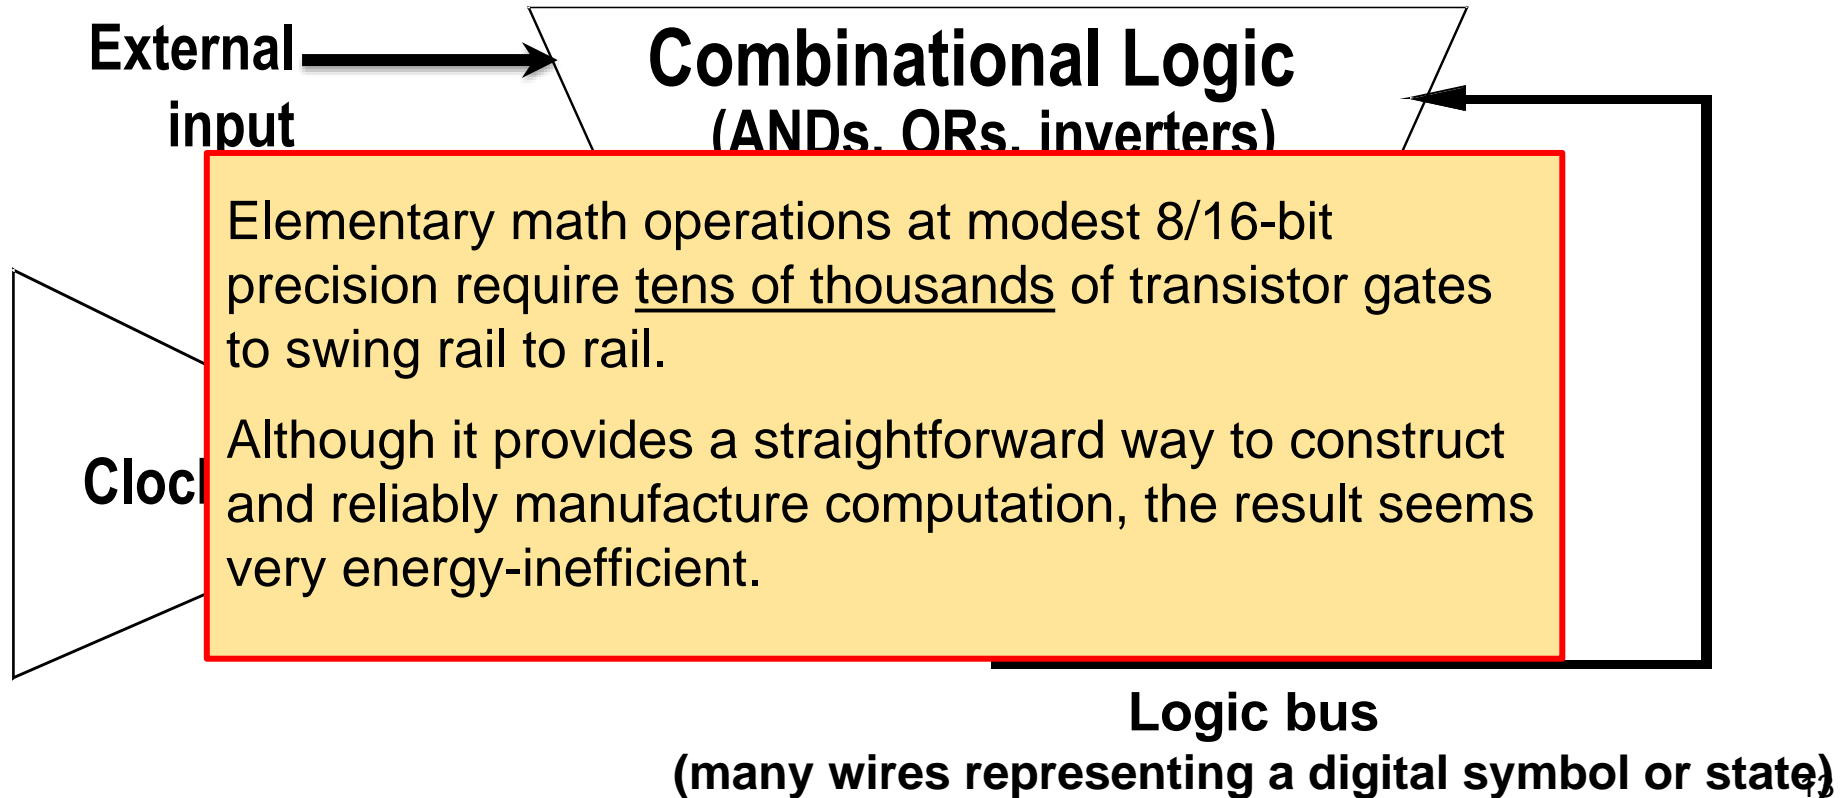 External
input
Combinational Logic
(ANDs, ORs, inverters)
Elementary math operations at modest 8/16-bit
precision require tens of thousands of transistor gates
to swing rail to rail.
Although it provides a straightforward way to construct
and reliably manufacture computation, the result seems
very energy-inefficient.
Logic bus
(many wires representing a digital symbol or state)
13